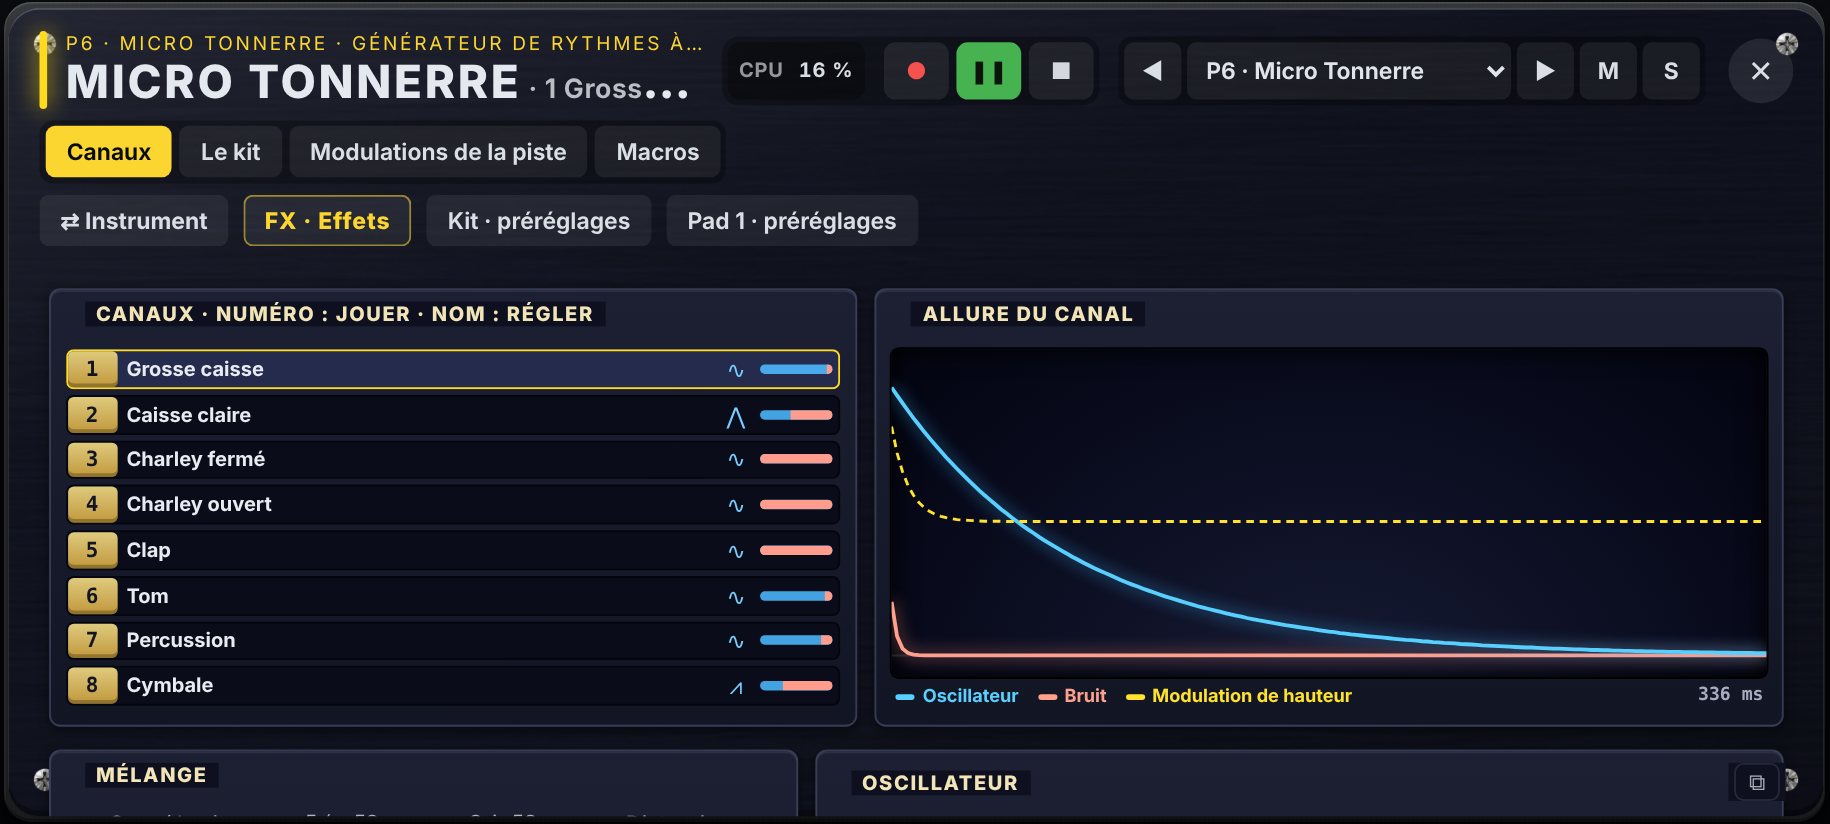 P6 · MICRO TONNERRE · GÉNÉRATEUR DE RYTHMES À…
MICRO TONNERRE · 1 Gross…
CPU 16 %
P6 · Micro Tonnerre
M
S
Canaux
Le kit
Modulations de la piste
Macros
⇄ Instrument
FX · Effets
Kit · préréglages
Pad 1 · préréglages
CANAUX · NUMÉRO : JOUER · NOM : RÉGLER
1 Grosse caisse
2 Caisse claire
3 Charley fermé
4 Charley ouvert
5 Clap
6 Tom
7 Percussion
8 Cymbale
ALLURE DU CANAL
Oscillateur
Bruit
Modulation de hauteur
336 ms
MÉLANGE
OSCILLATEUR